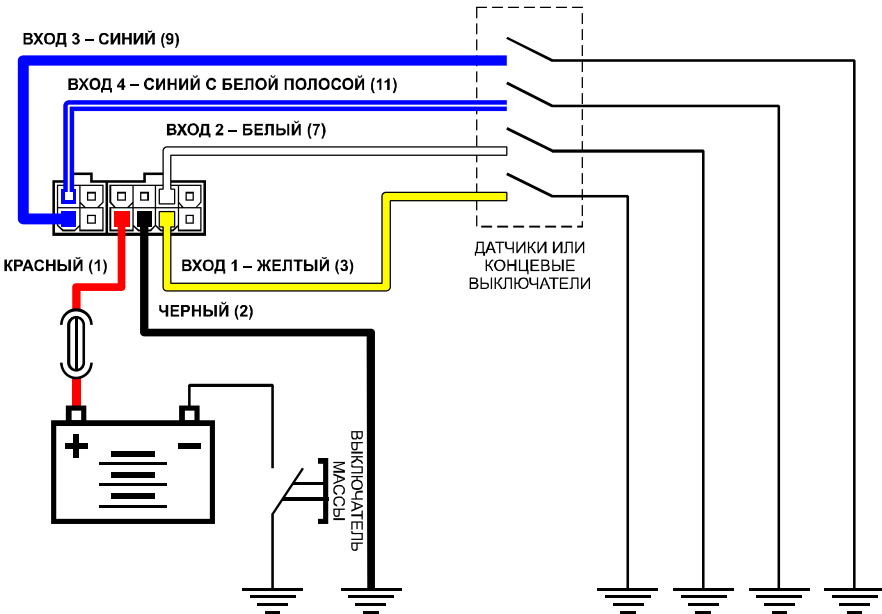 ВХОД 3 – СИНИЙ (9)
ВХОД 4 – СИНИЙ С БЕЛОЙ ПОЛОСОЙ (11)
ВХОД 2 – БЕЛЫЙ (7)
ДАТЧИКИ ИЛИ
КОНЦЕВЫЕ
ВЫКЛЮЧАТЕЛИ
КРАСНЫЙ (1)
ВХОД 1 – ЖЕЛТЫЙ (3)
ЧЕРНЫЙ (2)
+
–
ВЫКЛЮЧАТЕЛЬ
МАССЫ